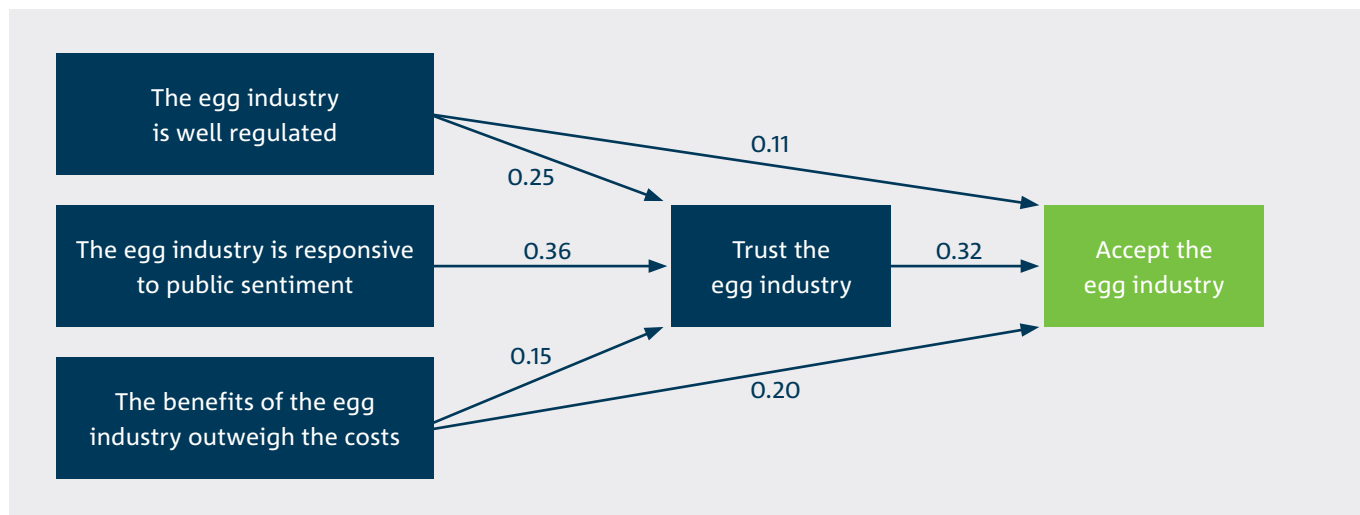 The egg industry
is well regulated
0.11
0.25
The egg industry is responsive
to public sentiment
0.36
Trust the
egg industry
0.32
Accept the
egg industry
0.15
0.20
The benefits of the egg
industry outweigh the costs